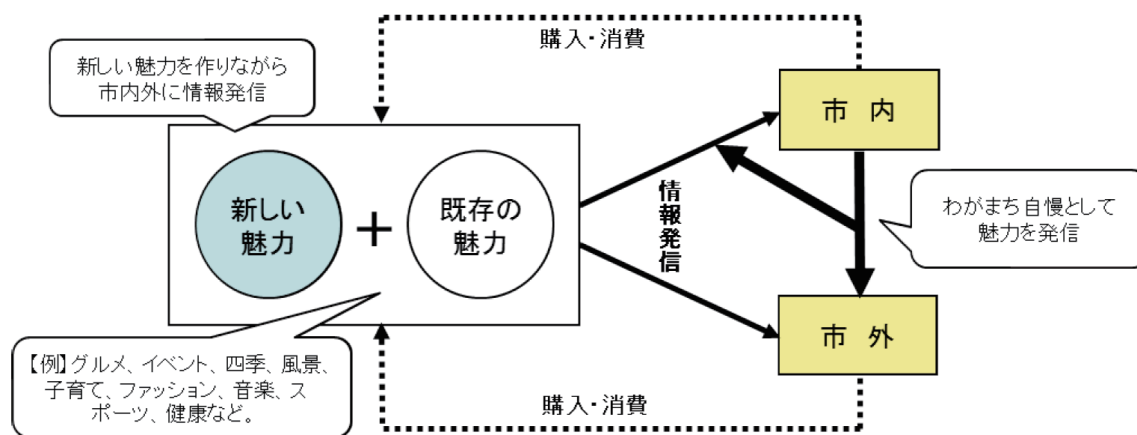 購入・消費
新しい魅力を作りながら
市内外に情報発信
市 内
新しい
魅力
+
既存の
魅力
情報発信
わがまち自慢として
魅力を発信
市 外
【例】グルメ、イベント、四季、風景、
子育て、ファッション、音楽、ス
ポーツ、健康など。
購入・消費